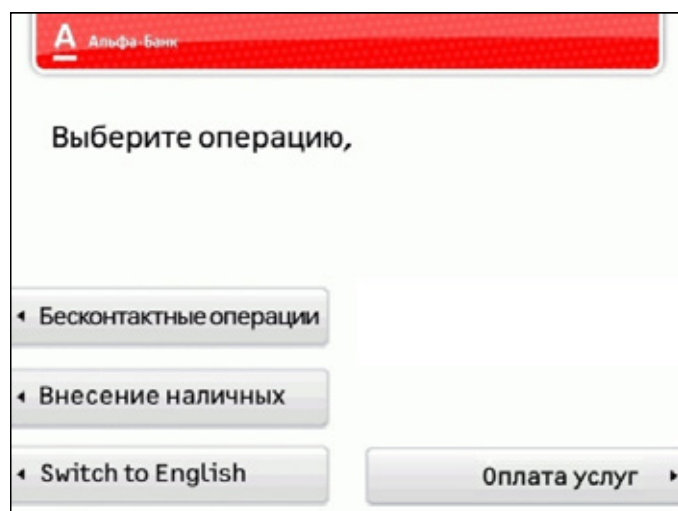 А Альфа-Банк
Выберите операцию,
Бесконтактные операции
Внесение наличных
Switch to English
Оплата услуг